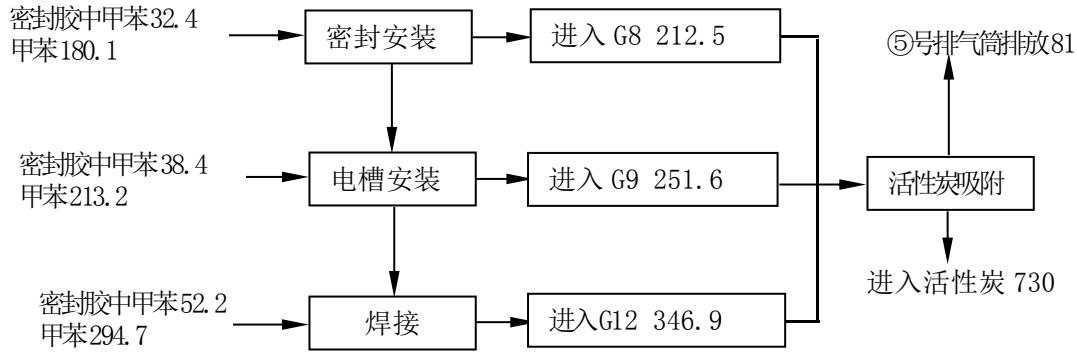 密封胶中甲苯32.4
甲苯180.1
密封安装
进入 G8 212.5
⑤号排气筒排放81
密封胶中甲苯38.4
甲苯213.2
电槽安装
进入 G9 251.6
活性炭吸附
进入活性炭 730
密封胶中甲苯52.2
甲苯294.7
焊接
进入G12 346.9